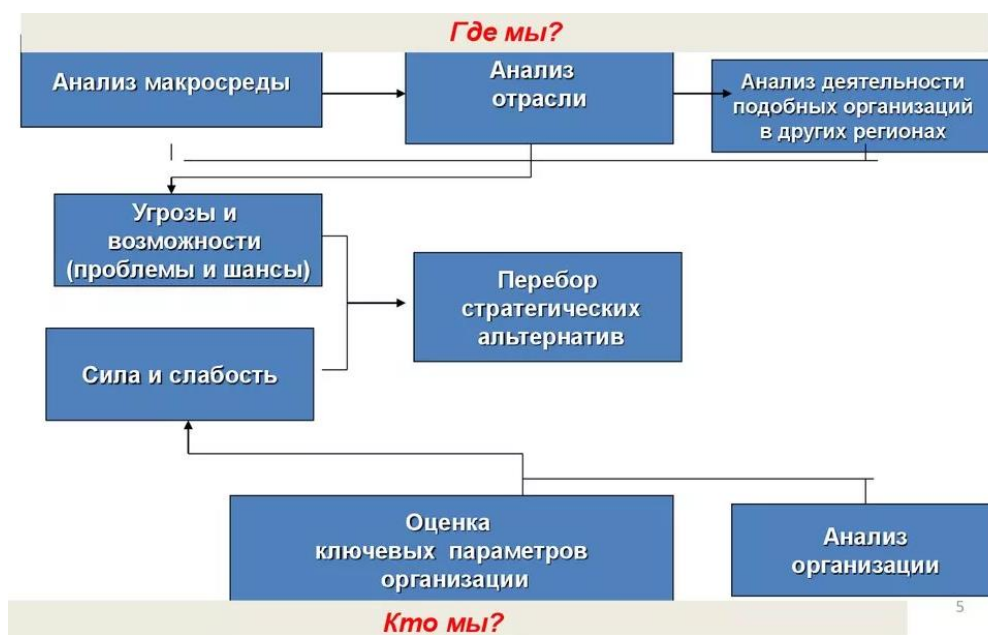 Где мы?
Анализ макросреды
Анализ
отрасли
Анализ деятельности
подобных организаций
в других регионах
Угрозы и
возможности
(проблемы и шансы)
Перебор
стратегических
альтернатив
Сила и слабость
Оценка
ключевых параметров
организации
Анализ
организации
Кто мы?
5